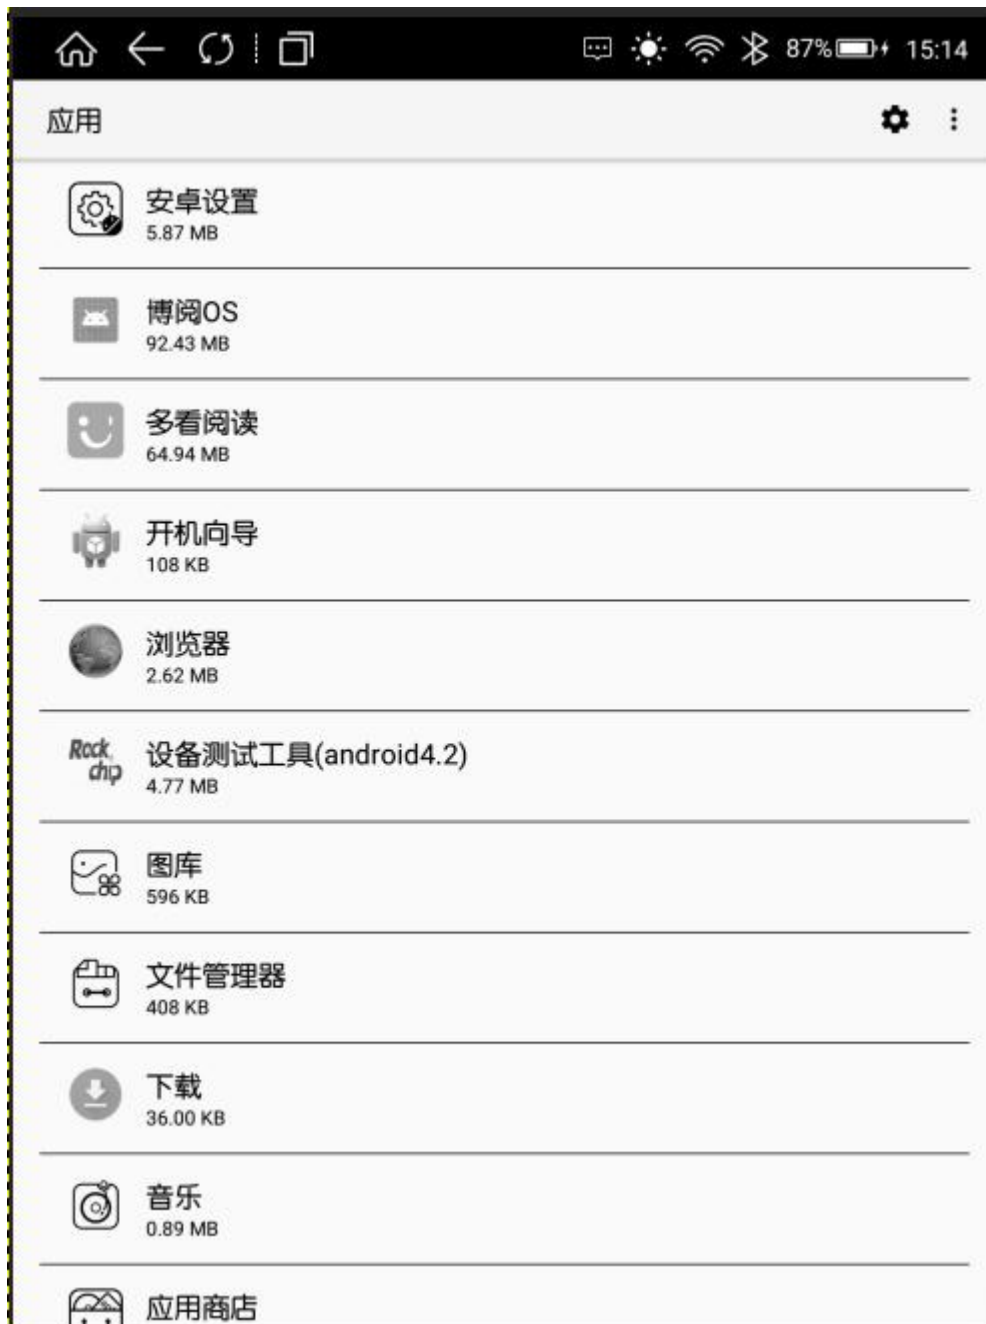 87% 15:14
应用
安卓设置
5.87 MB
博阅OS
92.43 MB
多看阅读
64.94 MB
开机向导
108 KB
浏览器
2.62 MB
Rock
chip
设备测试工具(android4.2)
4.77 MB
图库
596 KB
文件管理器
408 KB
下载
36.00 KB
音乐
0.89 MB
应用商店